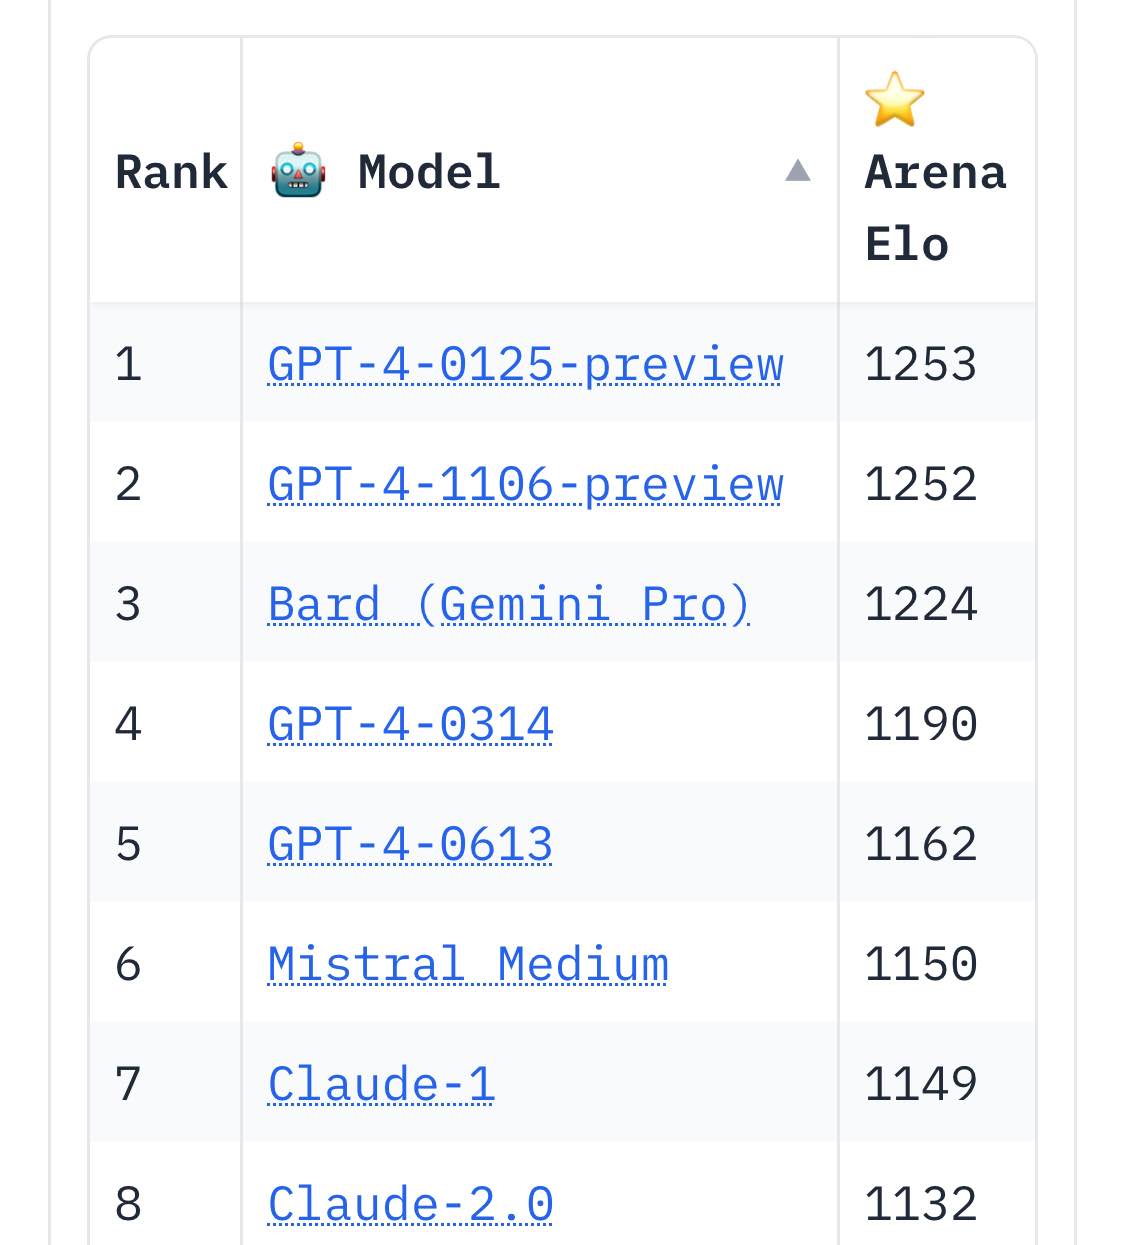 Rank 🤖 Model ▲ ⭐ Arena Elo
1 GPT-4-0125-preview 1253
2 GPT-4-1106-preview 1252
3 Bard (Gemini Pro) 1224
4 GPT-4-0314 1190
5 GPT-4-0613 1162
6 Mistral Medium 1150
7 Claude-1 1149
8 Claude-2.0 1132